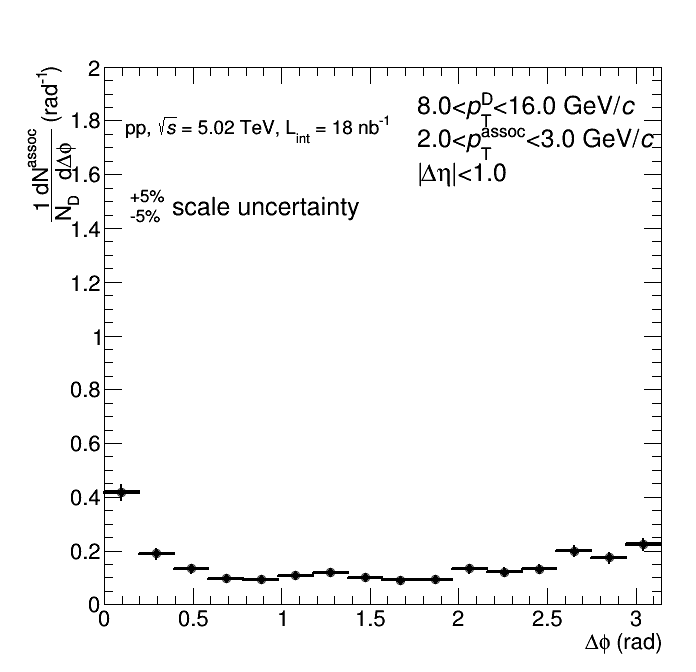 2
1.8
1.6
1.4
1.2
1
0.8
0.6
0.4
0.2
0
1 dN^assoc
N_D dΔφ (rad^-1)
pp, √s = 5.02 TeV, L_int = 18 nb^-1
+5%
-5% scale uncertainty
8.0<p_T^D<16.0 GeV/c
2.0<p_T^assoc<3.0 GeV/c
|Δη|<1.0
0 0.5 1 1.5 2 2.5 3
Δφ (rad)